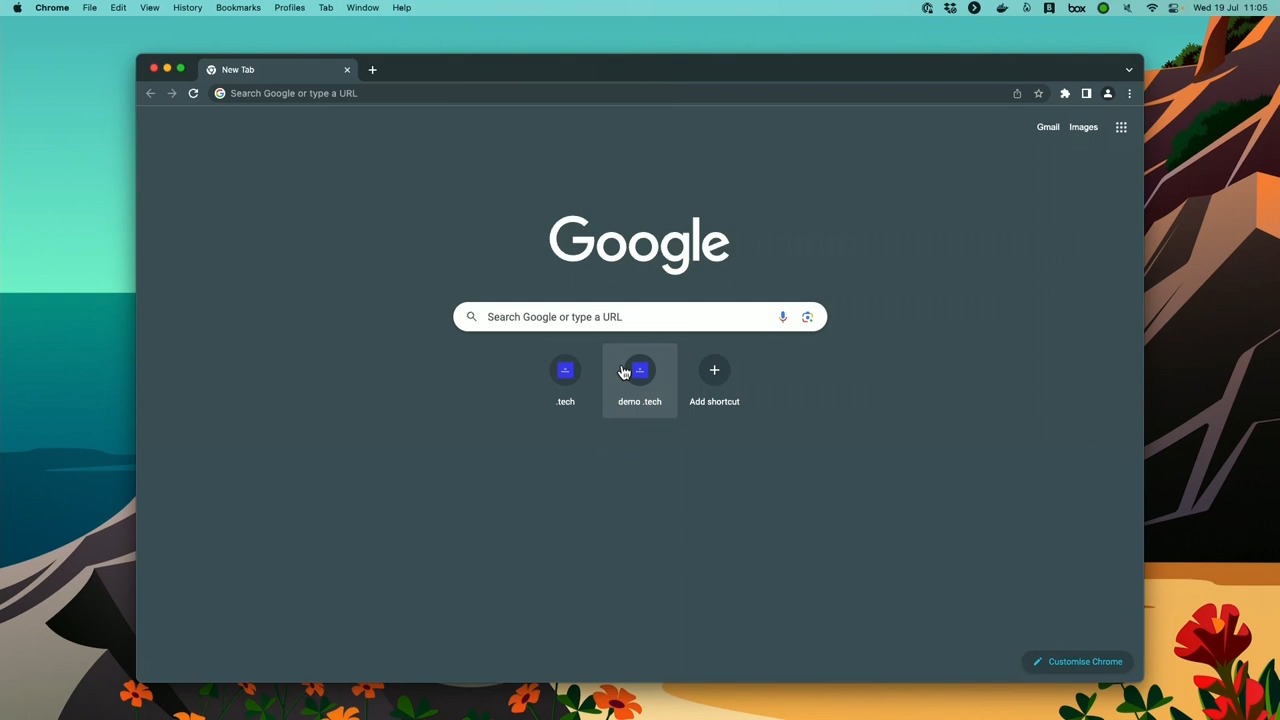 Chrome File Edit View History Bookmarks Profiles Tab Window Help box Wed 19 Jul 11:05
New Tab
Search Google or type a URL
Gmail Images
Google
Search Google or type a URL
.tech demo .tech Add shortcut
Customise Chrome